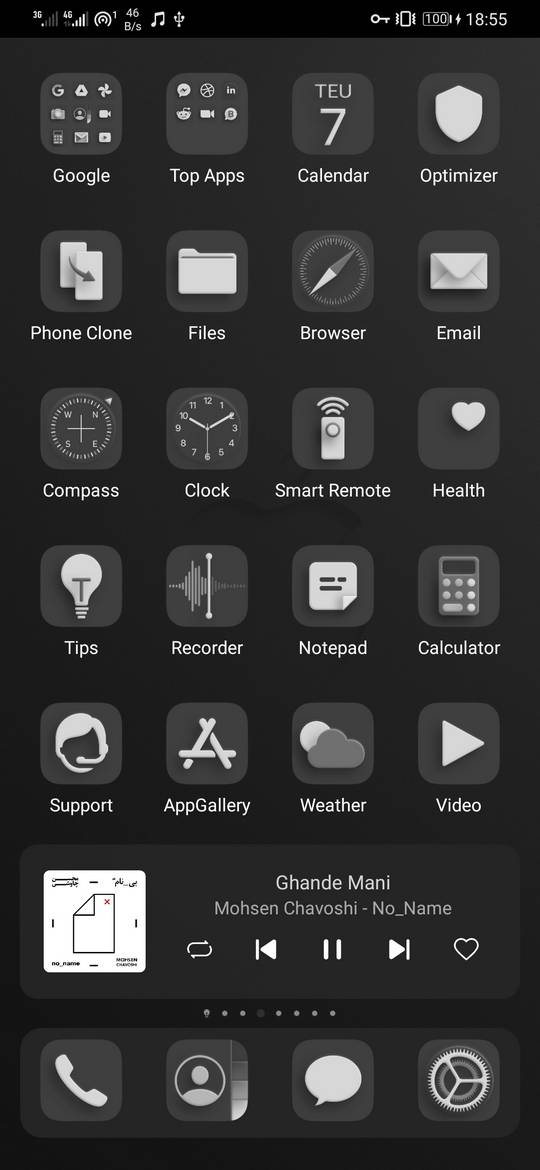 3G 4G 1 46 B/s 100 18:55
TEU
7
Google Top Apps Calendar Optimizer
Phone Clone Files Browser Email
W N
S E
12
11 1
10 2
9 3
8 4
7 5
6
Compass Clock Smart Remote Health
T
Tips Recorder Notepad Calculator
Support AppGallery Weather Video
محسن چاوشی بی_نام
Ghande Mani
Mohsen Chavoshi - No_Name
no_name MOHSEN CHAVOSHI